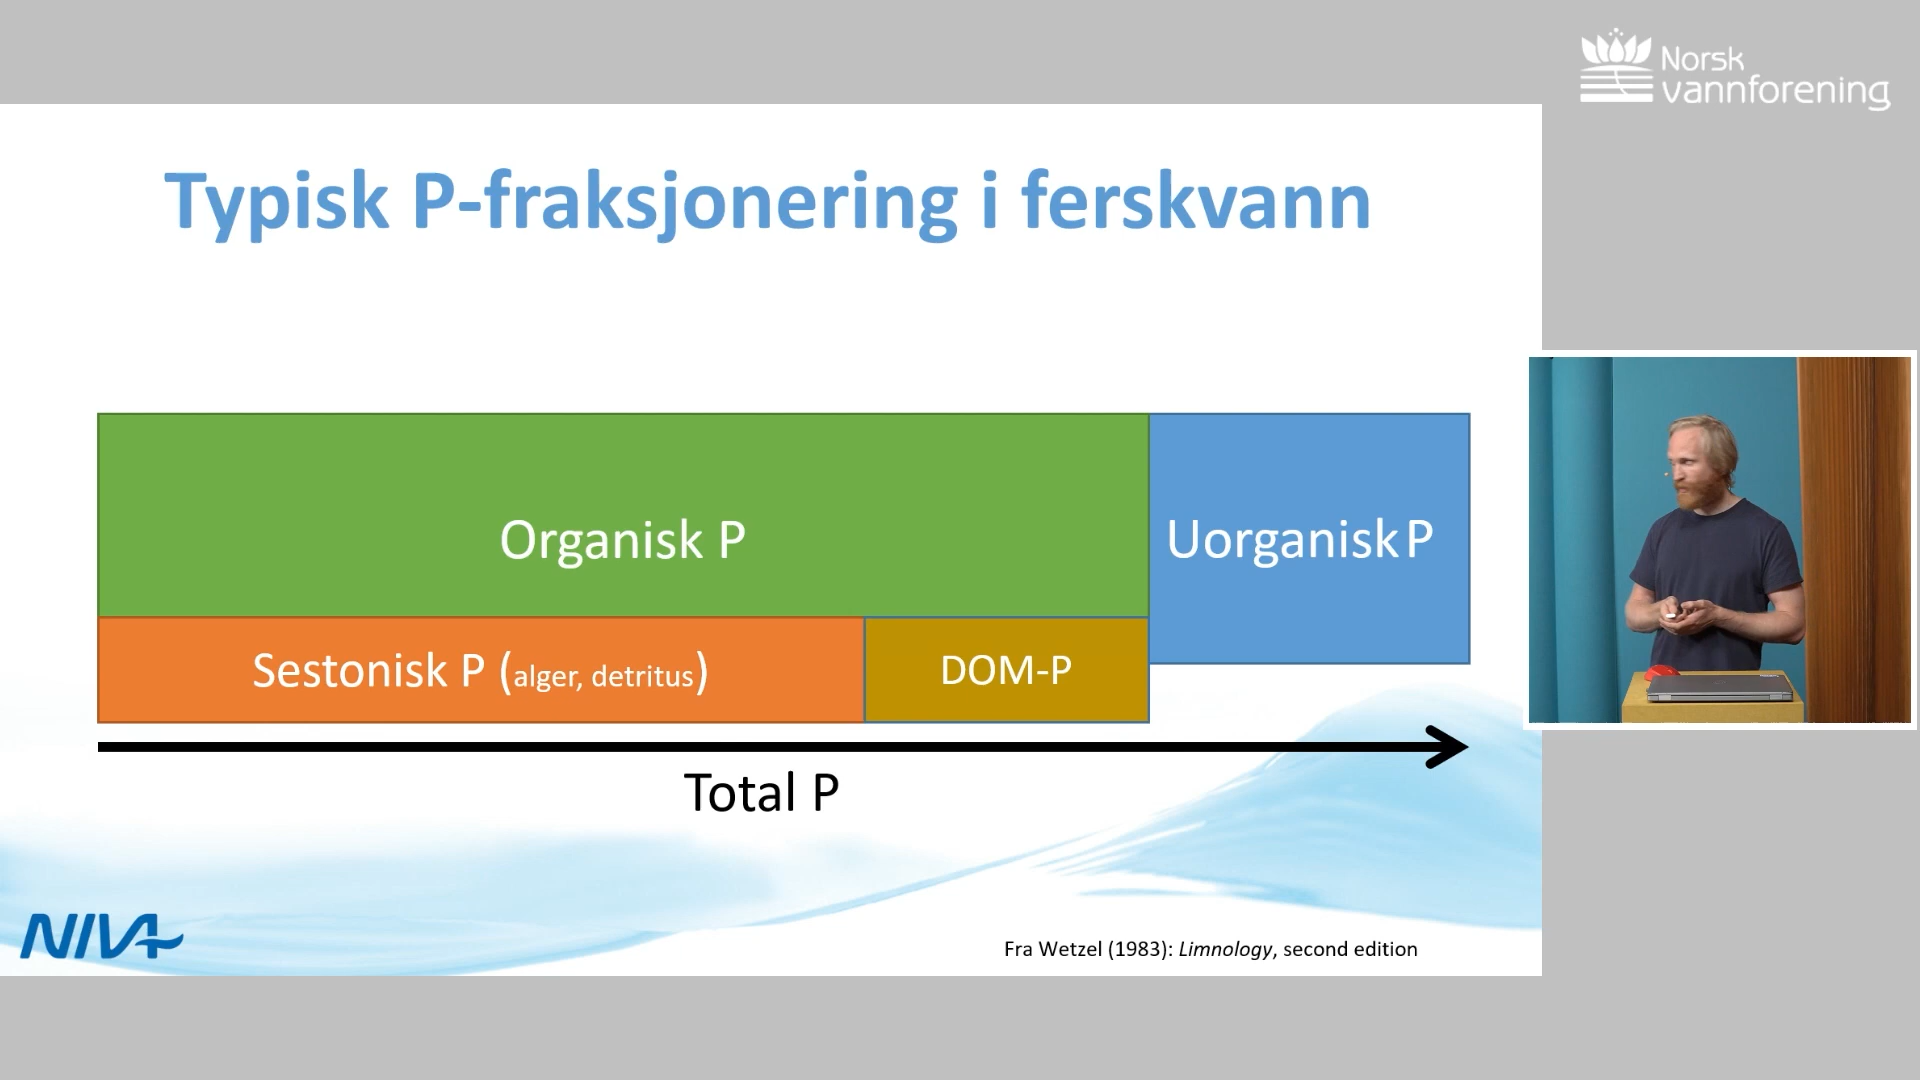 Norsk
vannforening
Typisk P-fraksjonering i ferskvann
Organisk P
Uorganisk P
Sestonisk P (alger, detritus)
DOM-P
Total P
NIVA
Fra Wetzel (1983): Limnology, second edition